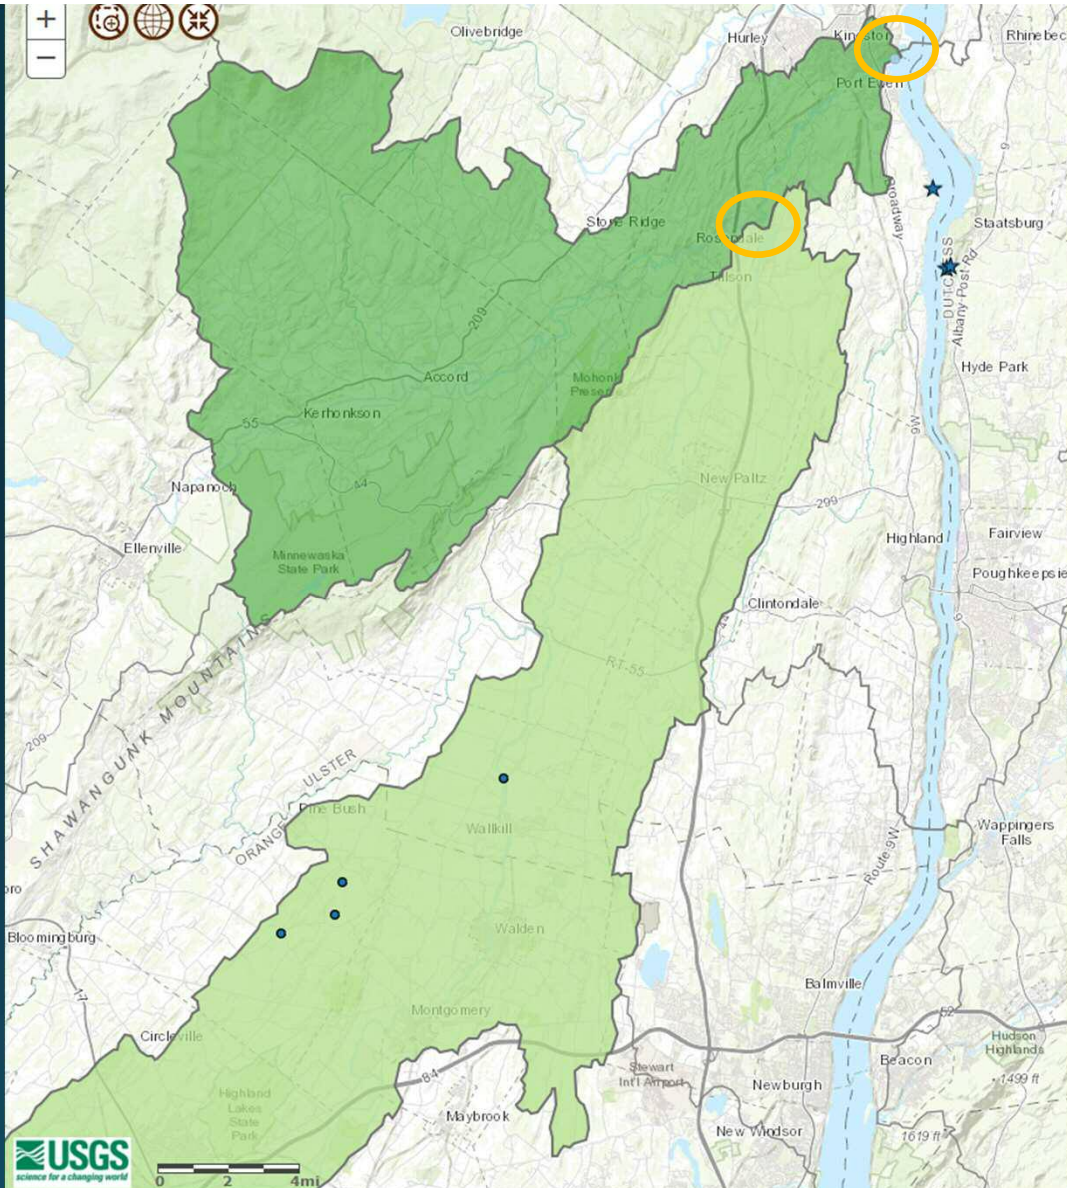 +
−
Olivebridge
Hurley
Kingston
Rhinebec
Port Ewen
Broadway
9
Stone Ridge
Staatsburg
Rosendale
Tillson
DUTCHESS
Albany Post Rd
209
Hyde Park
Accord
Mohonk
Preserve
Kerhonkson
55
9W
44
New Paltz
Napanoch
299
Highland
Fairview
Ellenville
Minnewaska
State Park
Poughkeepsie
Clintondale
9
44
RT-55
SHAWANGUNK MOUNTAINS
209
ULSTER
ORANGE
Pine Bush
Wallkill
Wappingers
Falls
Route 9W
oro
Walden
Bloomingburg
17
Balmville
Montgomery
52
Circleville
Hudson
Highlands
Beacon
Stewart
Int'l Airport
84
1499 ft
Newburgh
Highland
Lakes
State
Park
Maybrook
New Windsor
1619 ft
USGS
science for a changing world
0 2 4mi